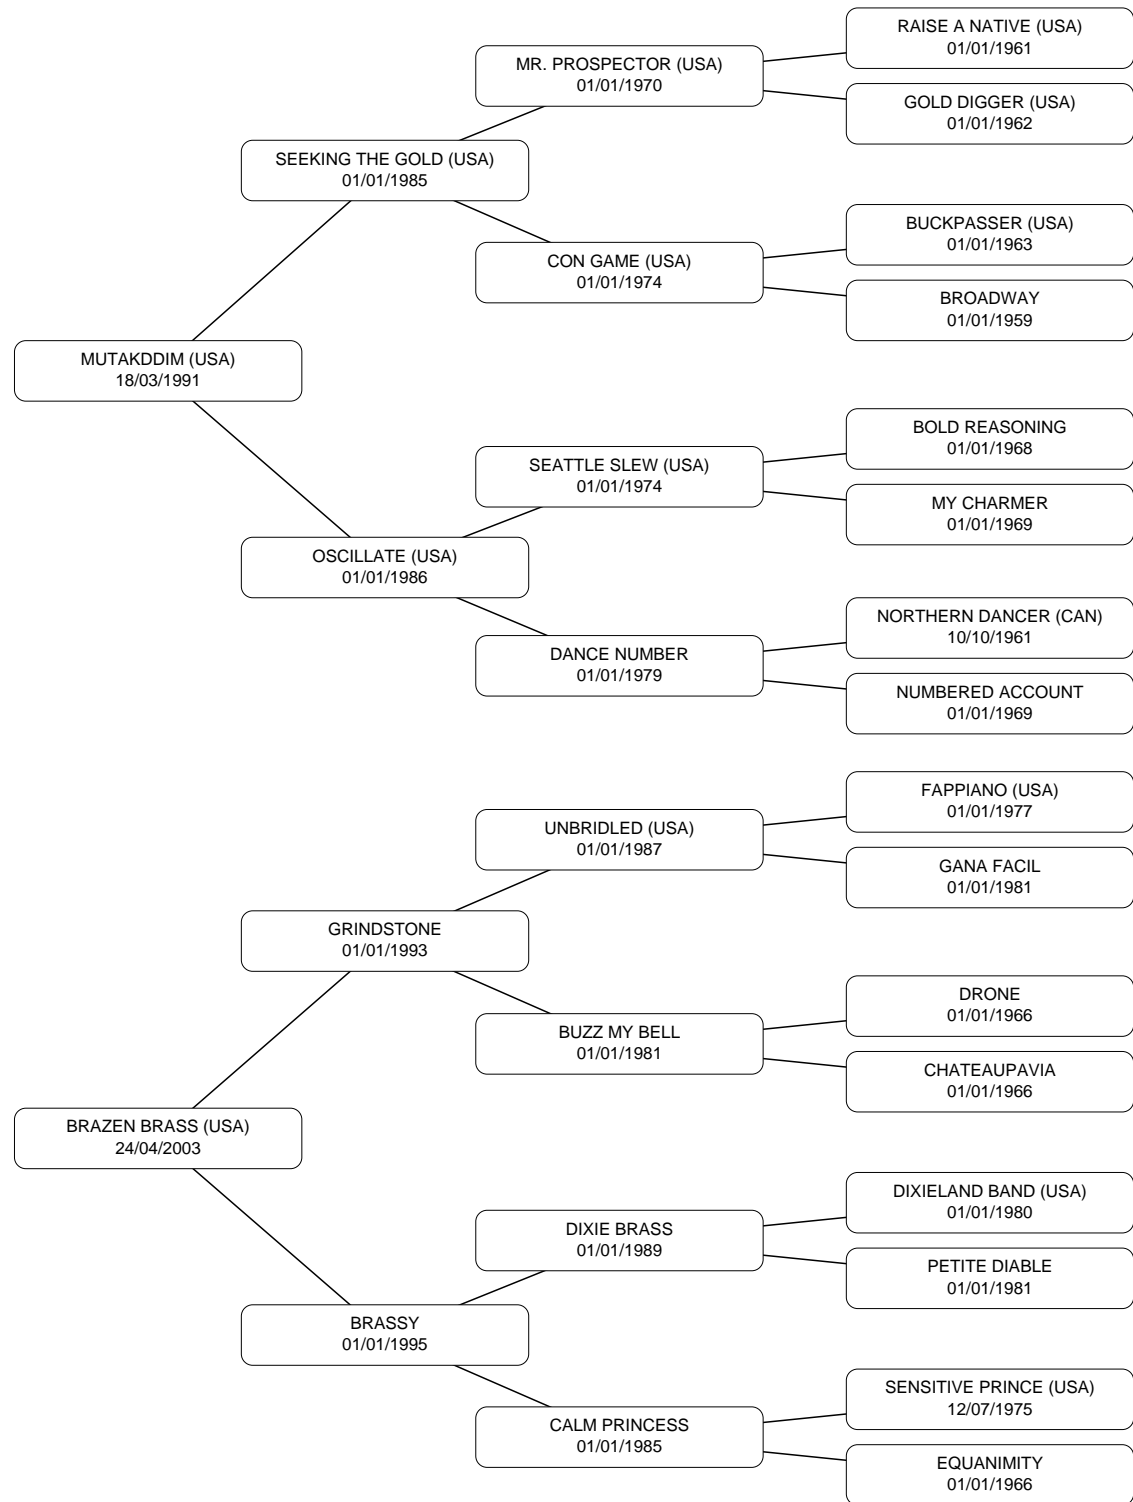 RAISE A NATIVE (USA)
01/01/1961
MR. PROSPECTOR (USA)
01/01/1970
GOLD DIGGER (USA)
01/01/1962
SEEKING THE GOLD (USA)
01/01/1985
BUCKPASSER (USA)
01/01/1963
CON GAME (USA)
01/01/1974
BROADWAY
01/01/1959
MUTAKDDIM (USA)
18/03/1991
BOLD REASONING
01/01/1968
SEATTLE SLEW (USA)
01/01/1974
MY CHARMER
01/01/1969
OSCILLATE (USA)
01/01/1986
NORTHERN DANCER (CAN)
10/10/1961
DANCE NUMBER
01/01/1979
NUMBERED ACCOUNT
01/01/1969
FAPPIANO (USA)
01/01/1977
UNBRIDLED (USA)
01/01/1987
GANA FACIL
01/01/1981
GRINDSTONE
01/01/1993
DRONE
01/01/1966
BUZZ MY BELL
01/01/1981
CHATEAUPAVIA
01/01/1966
BRAZEN BRASS (USA)
24/04/2003
DIXIELAND BAND (USA)
01/01/1980
DIXIE BRASS
01/01/1989
PETITE DIABLE
01/01/1981
BRASSY
01/01/1995
SENSITIVE PRINCE (USA)
12/07/1975
CALM PRINCESS
01/01/1985
EQUANIMITY
01/01/1966